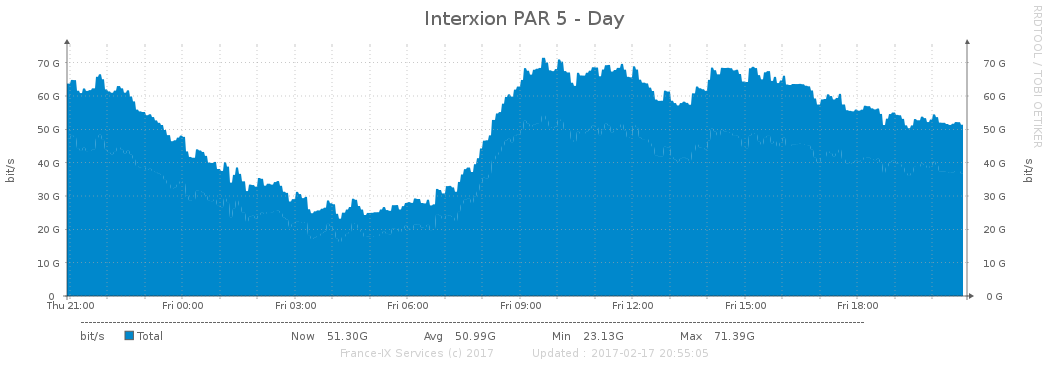 Interxion PAR 5 - Day
RRDTOOL / TOBI OETIKER
bit/s
70 G 70 G
60 G 60 G
50 G 50 G
40 G 40 G
30 G 30 G
20 G 20 G
10 G 10 G
0 0 G
bit/s
Thu 21:00 Fri 00:00 Fri 03:00 Fri 06:00 Fri 09:00 Fri 12:00 Fri 15:00 Fri 18:00
bit/s Total Now 51.30G Avg 50.99G Min 23.13G Max 71.39G
France-IX Services (c) 2017 Updated : 2017-02-17 20:55:05